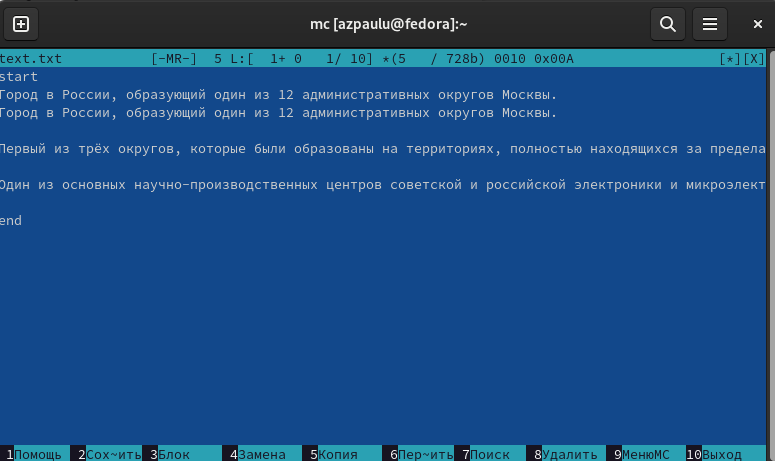 mc [azpaulu@fedora]:~
text.txt [-MR-] 5 L:[ 1+ 0 1/ 10] *(5 / 728b) 0010 0x00A [*][X]
start
Город в России, образующий один из 12 административных округов Москвы.
Город в России, образующий один из 12 административных округов Москвы.
Первый из трёх округов, которые были образованы на территориях, полностью находящихся за предела
Один из основных научно-производственных центров советской и российской электроники и микроэлект
end
1Помощь 2Сох~ить 3Блок 4Замена 5Копия 6Пер~ить 7Поиск 8Удалить 9МенюМС 10Выход